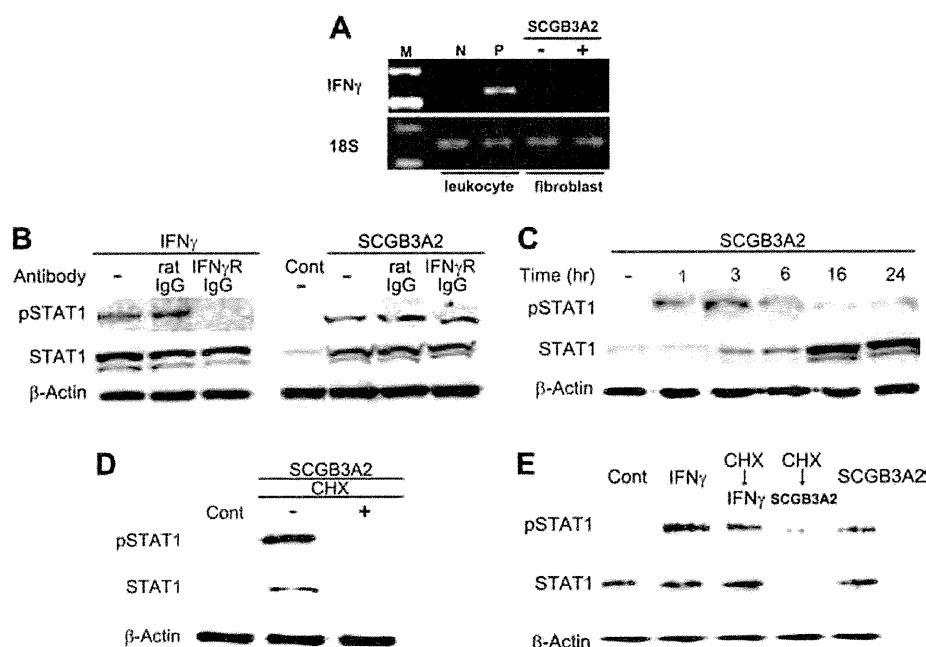 A
SCGB3A2
M N P - +
IFNγ
18S
leukocyte fibroblast
B
IFNγ
SCGB3A2
Antibody - rat IgG IFNγR IgG
Cont - - rat IgG IFNγR IgG
pSTAT1
STAT1
β-Actin
C
SCGB3A2
Time (hr) - 1 3 6 16 24
pSTAT1
STAT1
β-Actin
D
SCGB3A2
CHX
Cont - +
pSTAT1
STAT1
β-Actin
E
Cont IFNγ CHX ↓ IFNγ CHX ↓ SCGB3A2 SCGB3A2
pSTAT1
STAT1
β-Actin